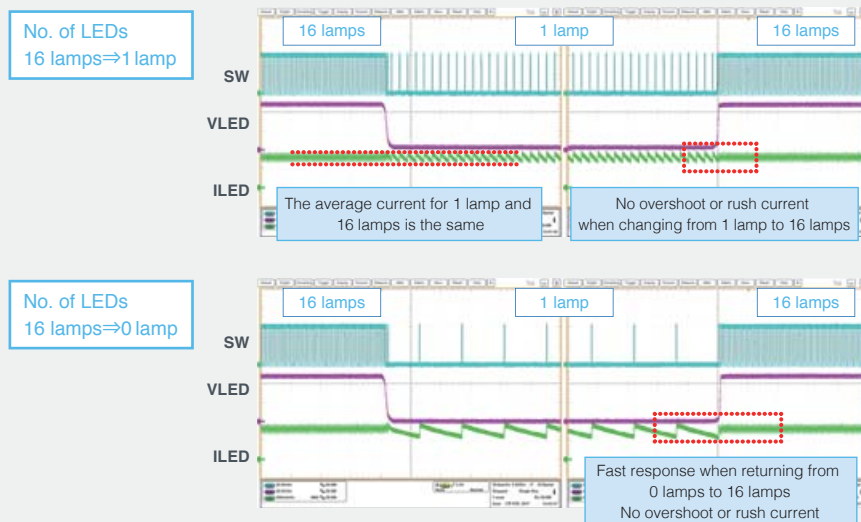 No. of LEDs
16 lamps⇒1 lamp
16 lamps
1 lamp
16 lamps
SW
VLED
ILED
The average current for 1 lamp and
16 lamps is the same
No overshoot or rush current
when changing from 1 lamp to 16 lamps
No. of LEDs
16 lamps⇒0 lamp
16 lamps
1 lamp
16 lamps
SW
VLED
ILED
Fast response when returning from
0 lamps to 16 lamps
No overshoot or rush current